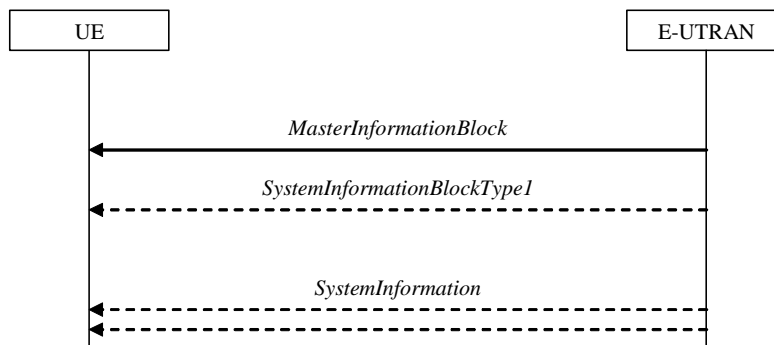 UE
E-UTRAN
MasterInformationBlock
SystemInformationBlockType1
SystemInformation